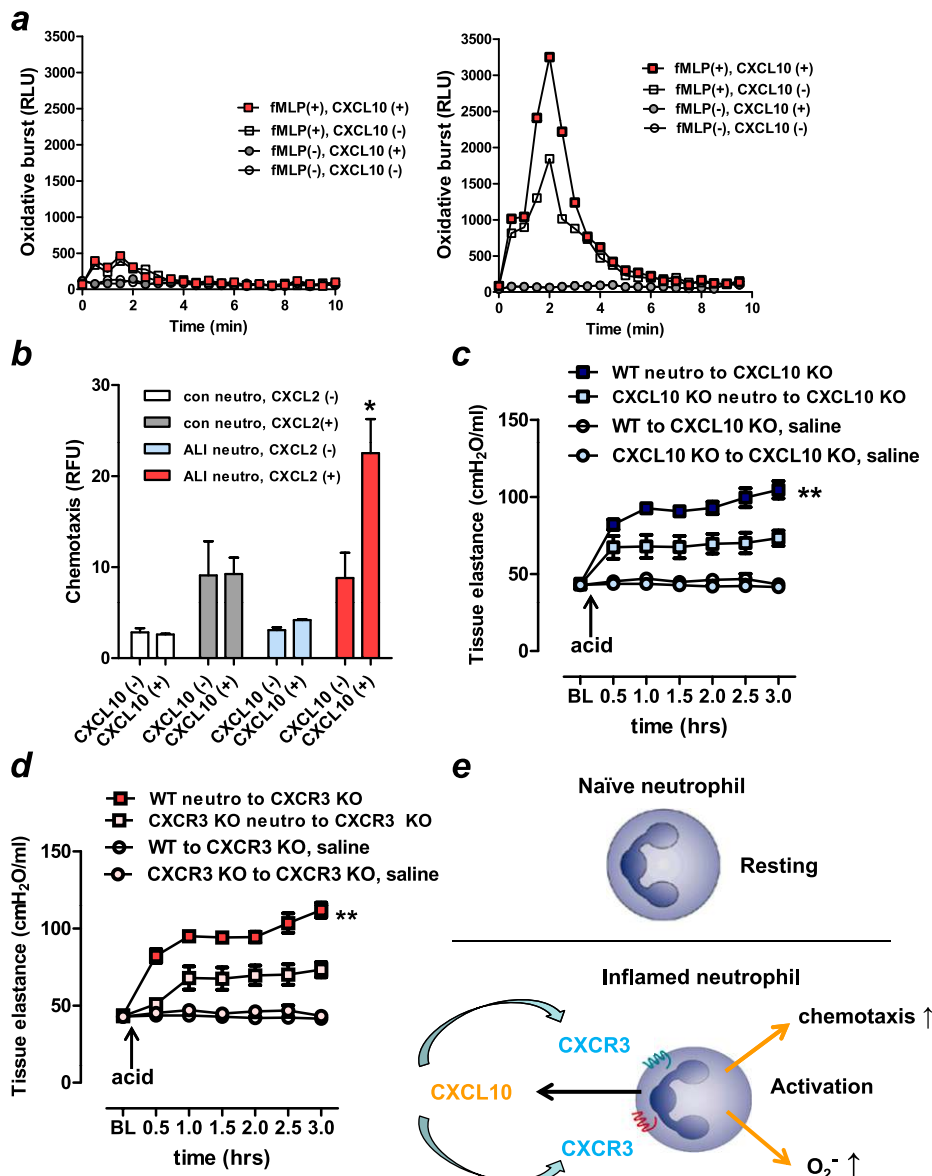 a
Oxidative burst (RLU)
3500
3000
2500
2000
1500
1000
500
0
fMLP(+), CXCL10 (+)
fMLP(+), CXCL10 (-)
fMLP(-), CXCL10 (+)
fMLP(-), CXCL10 (-)
0 2 4 6 8 10
Time (min)
Oxidative burst (RLU)
3500
3000
2500
2000
1500
1000
500
0
fMLP(+), CXCL10 (+)
fMLP(+), CXCL10 (-)
fMLP(-), CXCL10 (+)
fMLP(-), CXCL10 (-)
0 2 4 6 8 10
Time (min)
b
Chemotaxis (RFU)
30
20
10
0
con neutro, CXCL2 (-)
con neutro, CXCL2(+)
ALI neutro, CXCL2 (-)
ALI neutro, CXCL2 (+)
*
CXCL10 (-)
CXCL10 (+)
CXCL10 (-)
CXCL10 (+)
CXCL10 (-)
CXCL10 (+)
CXCL10 (-)
CXCL10 (+)
c
WT neutro to CXCL10 KO
CXCL10 KO neutro to CXCL10 KO
WT to CXCL10 KO, saline
CXCL10 KO to CXCL10 KO, saline
Tissue elastance (cmH₂O/ml)
150
100
50
0
**
acid
BL 0.5 1.0 1.5 2.0 2.5 3.0
time (hrs)
d
WT neutro to CXCR3 KO
CXCR3 KO neutro to CXCR3 KO
WT to CXCR3 KO, saline
CXCR3 KO to CXCR3 KO, saline
Tissue elastance (cmH₂O/ml)
150
100
50
0
**
acid
BL 0.5 1.0 1.5 2.0 2.5 3.0
time (hrs)
e
Naïve neutrophil
Resting
Inflamed neutrophil
chemotaxis ↑
CXCR3
CXCL10
Activation
CXCR3
O₂⁻ ↑